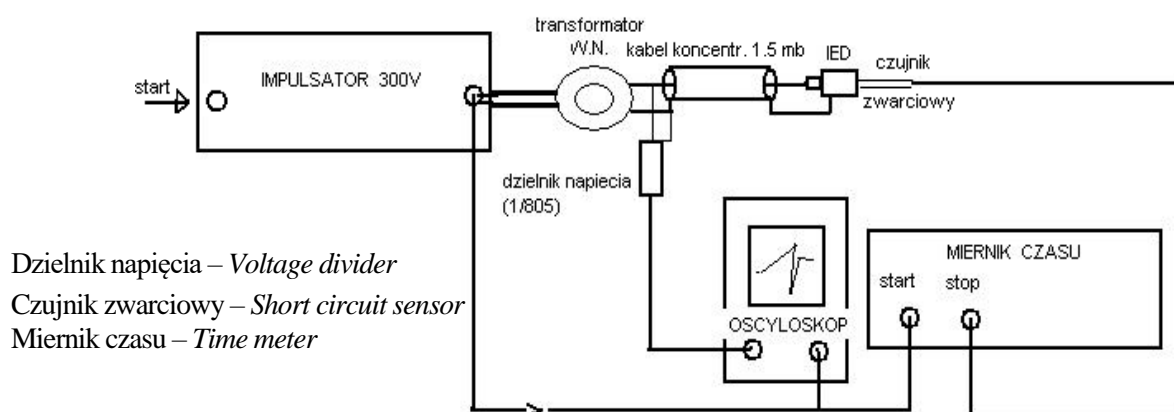 transformator
W.N.
kabel koncentr. 1.5 mb
IED
czujnik
zwarciowy
start
IMPULSATOR 300V
dzielnik napiecia
(1/805)
Dzielnik napięcia – Voltage divider
Czujnik zwarciowy – Short circuit sensor
Miernik czasu – Time meter
OSCYLOSKOP
MIERNIK CZASU
start stop